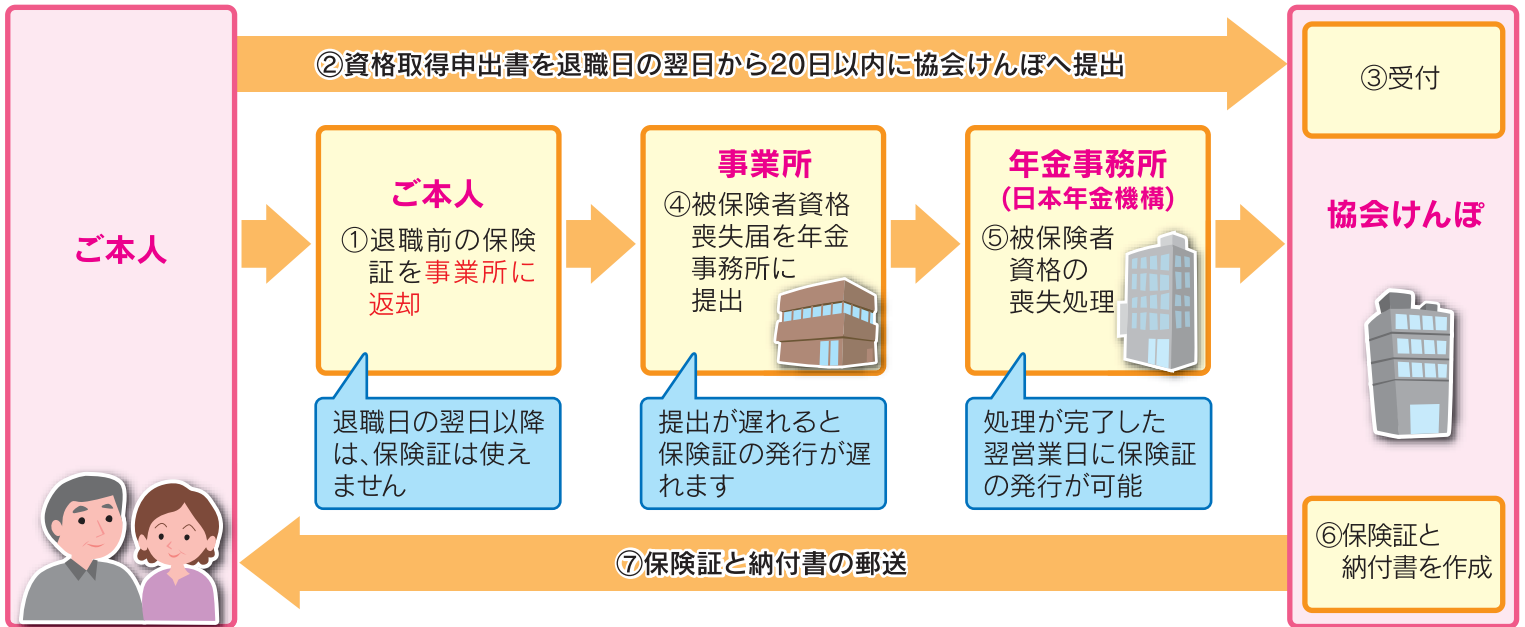 ②資格取得申出書を退職日の翌日から20日以内に協会けんぽへ提出
③受付
ご本人
ご本人
①退職前の保険
証を事業所に
返却
退職日の翌日以降
は、保険証は使え
ません
事業所
④被保険者資格
喪失届を年金
事務所に
提出
提出が遅れると
保険証の発行が遅
れます
年金事務所
(日本年金機構)
⑤被保険者
資格の
喪失処理
処理が完了した
翌営業日に保険証
の発行が可能
協会けんぽ
⑥保険証と
納付書を作成
⑦保険証と納付書の郵送